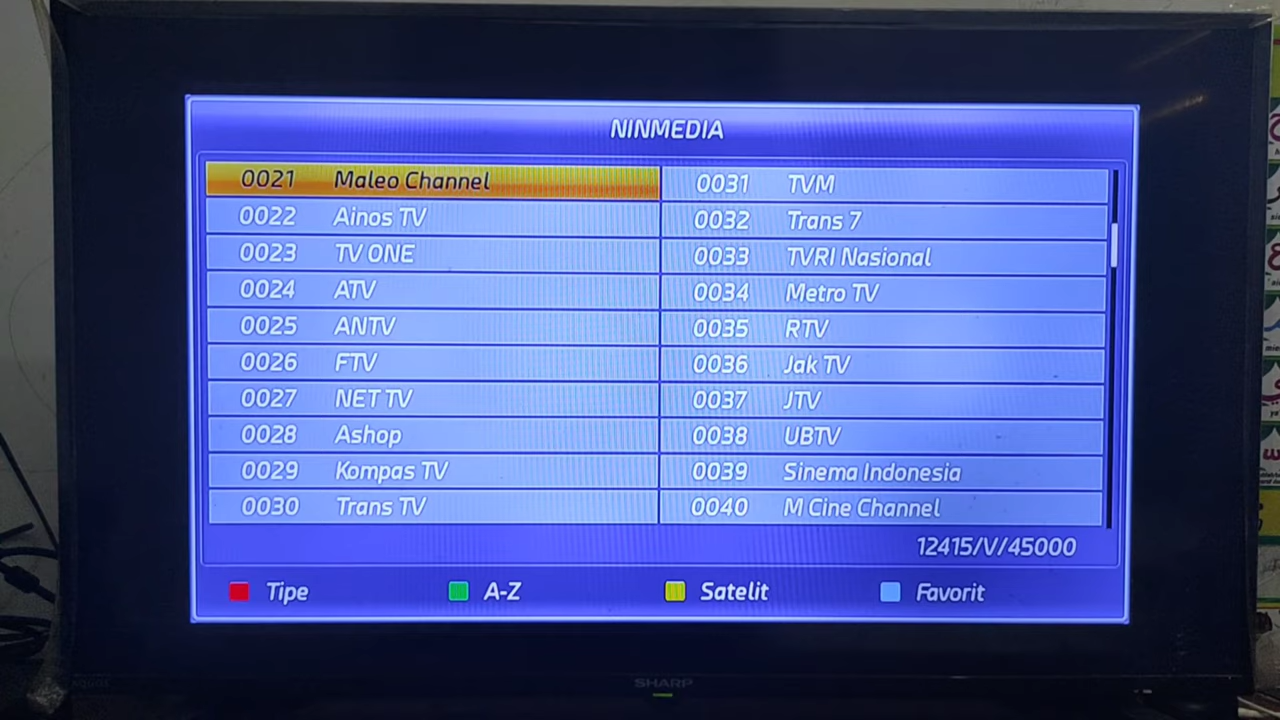 NINMEDIA
0021 Maleo Channel
0022 Ainos TV
0023 TV ONE
0024 ATV
0025 ANTV
0026 FTV
0027 NET TV
0028 Ashop
0029 Kompas TV
0030 Trans TV
0031 TVM
0032 Trans 7
0033 TVRI Nasional
0034 Metro TV
0035 RTV
0036 Jak TV
0037 JTV
0038 UBTV
0039 Sinema Indonesia
0040 M Cine Channel
12415/V/45000
Tipe A-Z Satelit Favorit
SHARP